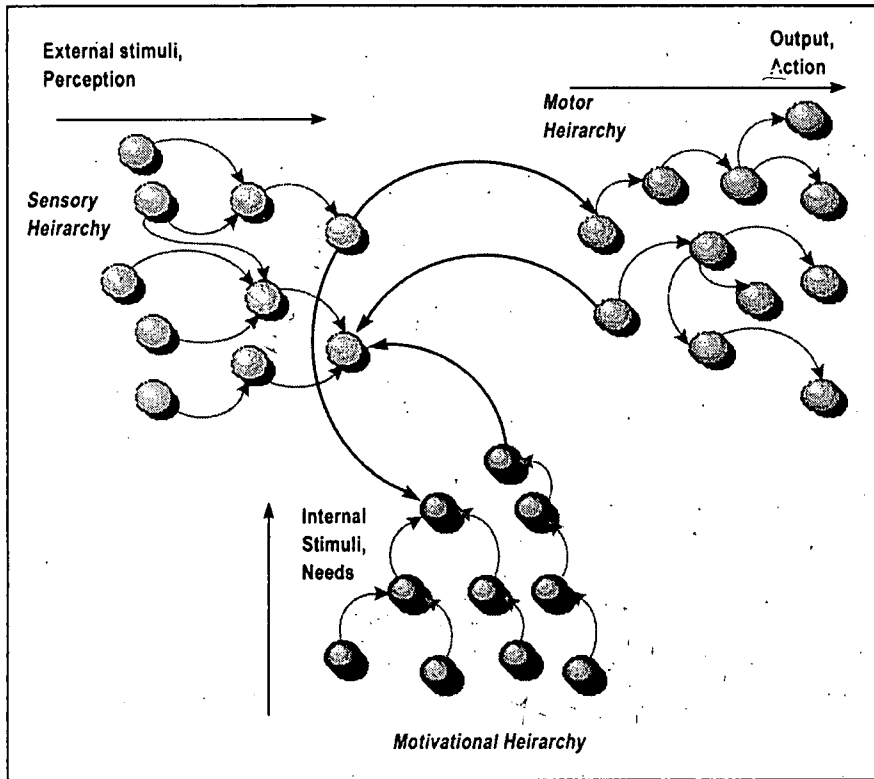 External stimuli,
Perception
Output,
Action
Motor
Heirarchy
Sensory
Heirarchy
Internal
Stimuli,
Needs
Motivational Heirarchy